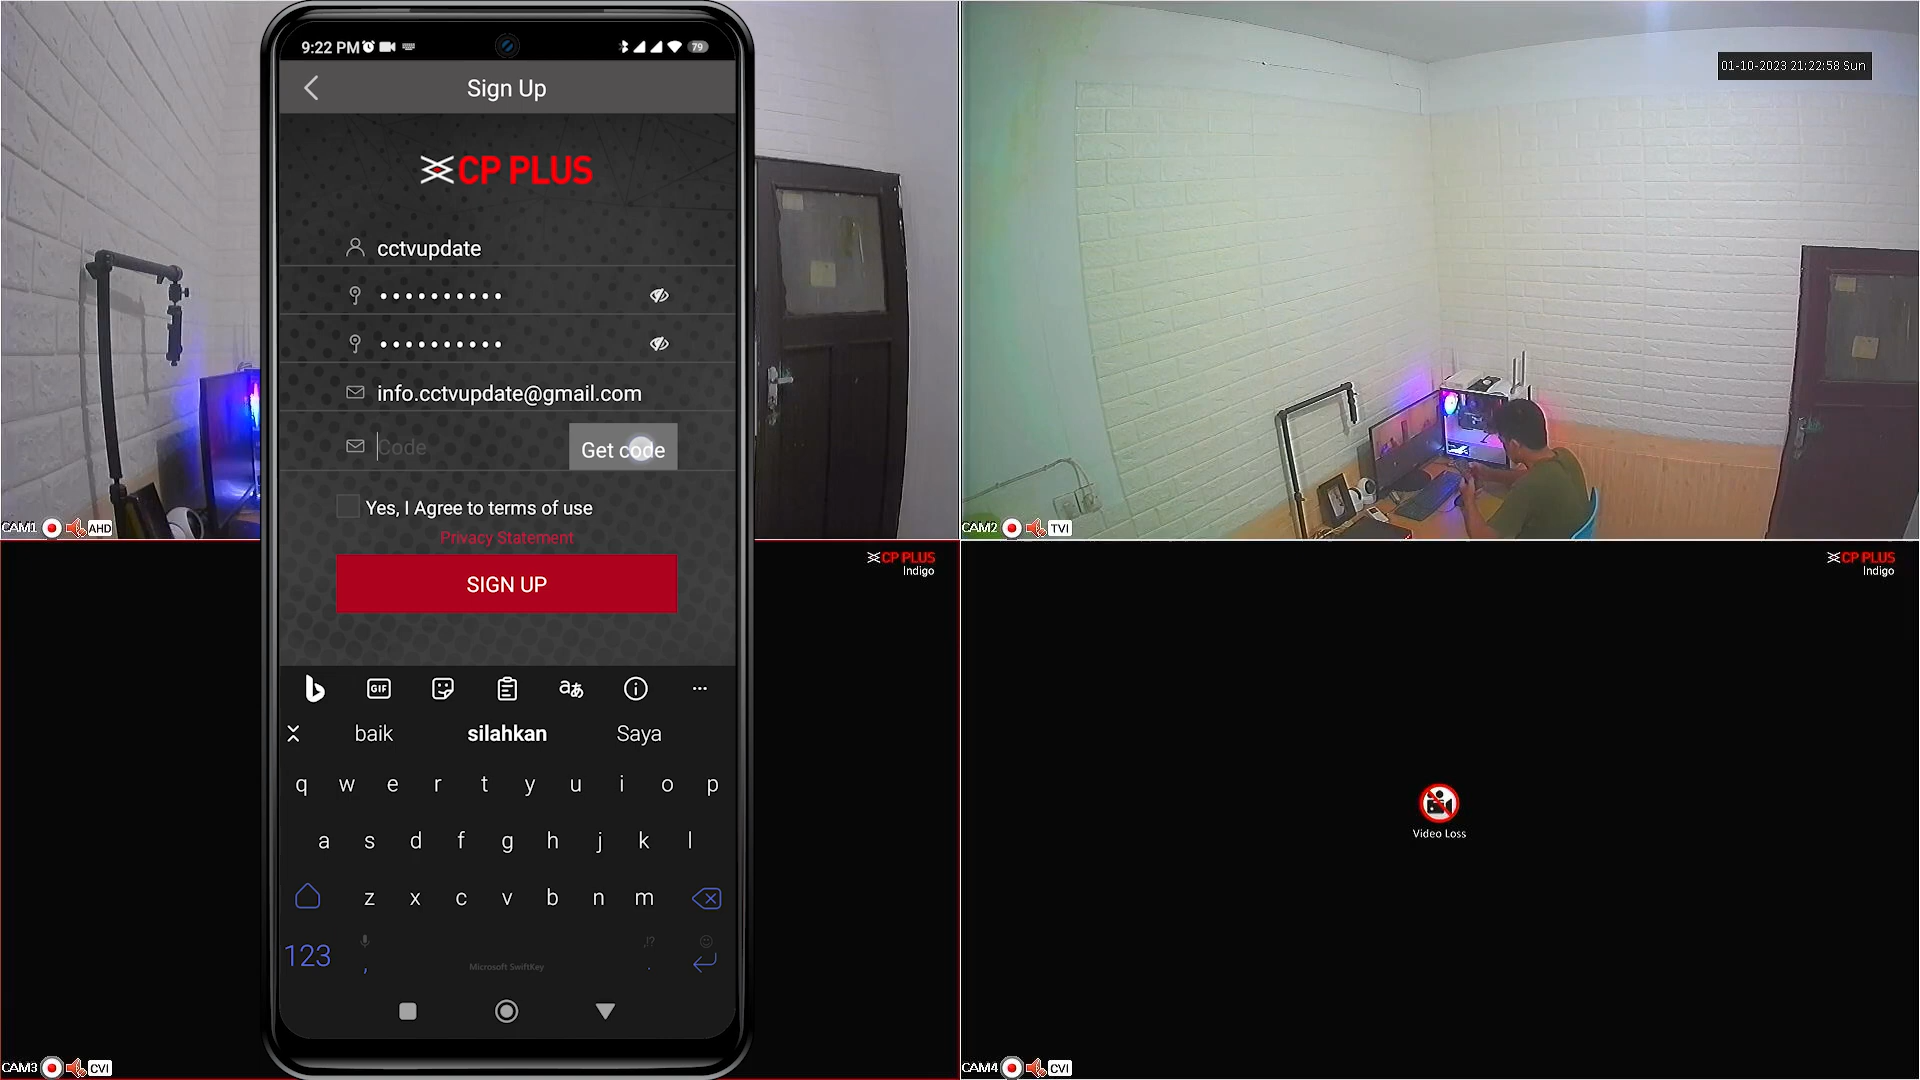 9:22 PM
79
Sign Up
CP PLUS
cctvupdate
info.cctvupdate@gmail.com
Code
Get code
Yes, I Agree to terms of use
Privacy Statement
SIGN UP
GIF
baik silahkan Saya
q w e r t y u i o p
a s d f g h j k l
z x c v b n m
123 , Microsoft SwiftKey ,!? .
01-10-2023 21:22:58 Sun
CAM1 AHD
CAM2 TVI
CP PLUS
Indigo
CP PLUS
Indigo
Video Loss
CAM3 CVI
CAM4 CVI